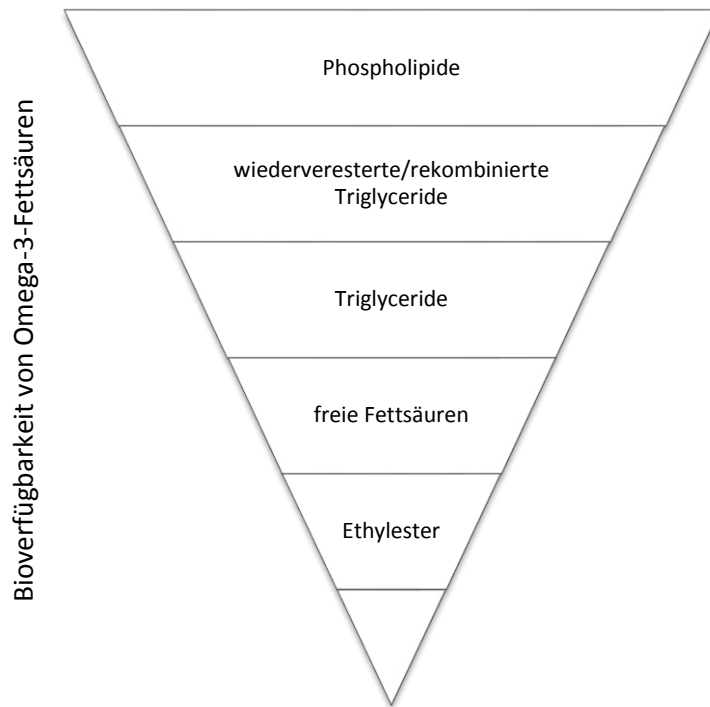 Bioverfügbarkeit von Omega-3-Fettsäuren
Phospholipide
wiederveresterte/rekombinierte
Triglyceride
Triglyceride
freie Fettsäuren
Ethylester